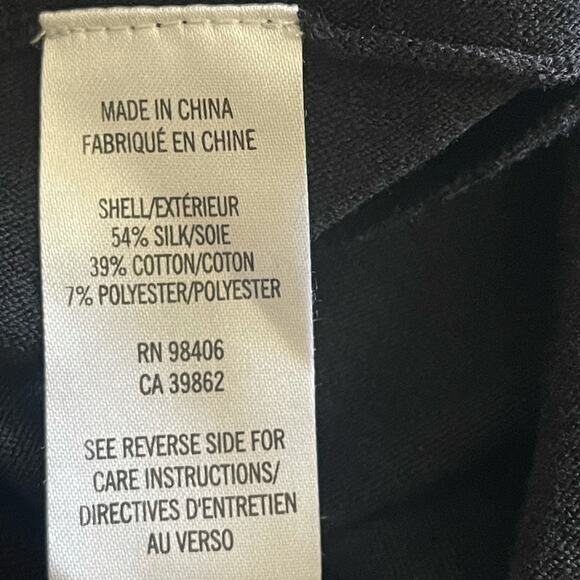 MADE IN CHINA
FABRIQUÉ EN CHINE
SHELL/EXTÉRIEUR
54% SILK/SOIE
39% COTTON/COTON
7% POLYESTER/POLYESTER
RN 98406
CA 39862
SEE REVERSE SIDE FOR
CARE INSTRUCTIONS/
DIRECTIVES D'ENTRETIEN
AU VERSO